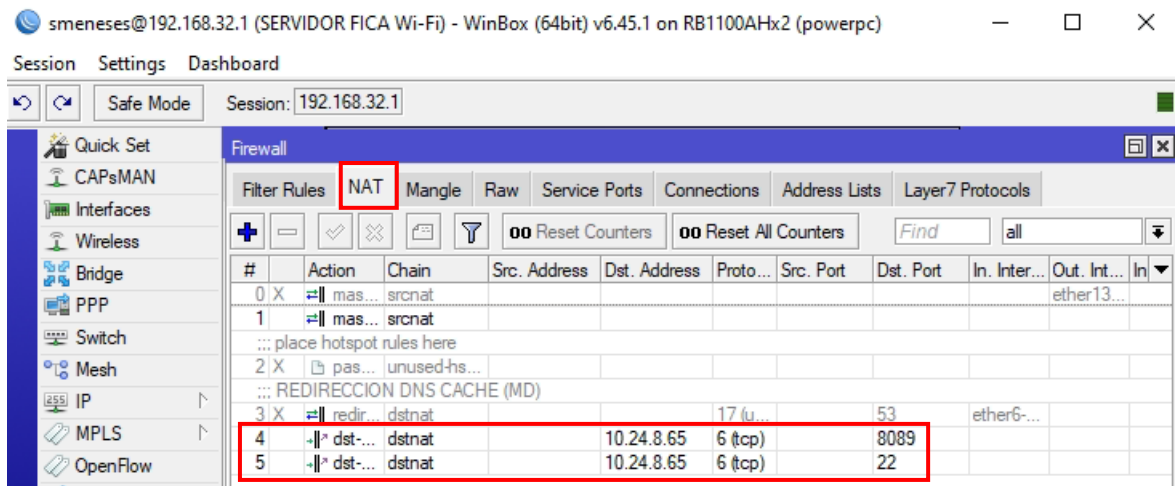 smeneses@192.168.32.1 (SERVIDOR FICA Wi-Fi) - WinBox (64bit) v6.45.1 on RB1100AHx2 (powerpc)
Session Settings Dashboard
Safe Mode Session: 192.168.32.1
Quick Set
CAPsMAN
Interfaces
Wireless
Bridge
PPP
Switch
Mesh
IP
MPLS
OpenFlow
Firewall
Filter Rules NAT Mangle Raw Service Ports Connections Address Lists Layer7 Protocols
00 Reset Counters 00 Reset All Counters Find all
# Action Chain Src. Address Dst. Address Proto... Src. Port Dst. Port In. Inter... Out. Int... In
0 X mas... srcnat ether13...
1 mas... srcnat
::: place hotspot rules here
2 X pas... unused-hs...
::: REDIRECCION DNS CACHE (MD)
3 X redir... dstnat 17 (u... 53 ether6-...
4 dst-... dstnat 10.24.8.65 6 (tcp) 8089
5 dst-... dstnat 10.24.8.65 6 (tcp) 22